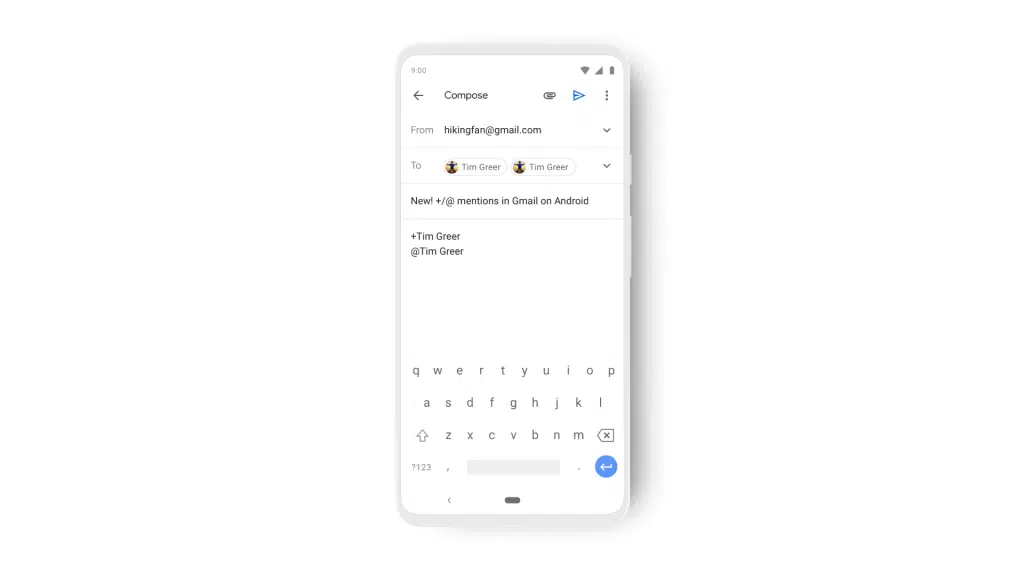 9:00
Compose
From hikingfan@gmail.com
To Tim Greer Tim Greer
New! +/@ mentions in Gmail on Android
+Tim Greer
@Tim Greer
q w e r t y u i o p
a s d f g h j k l
z x c v b n m
?123 , .